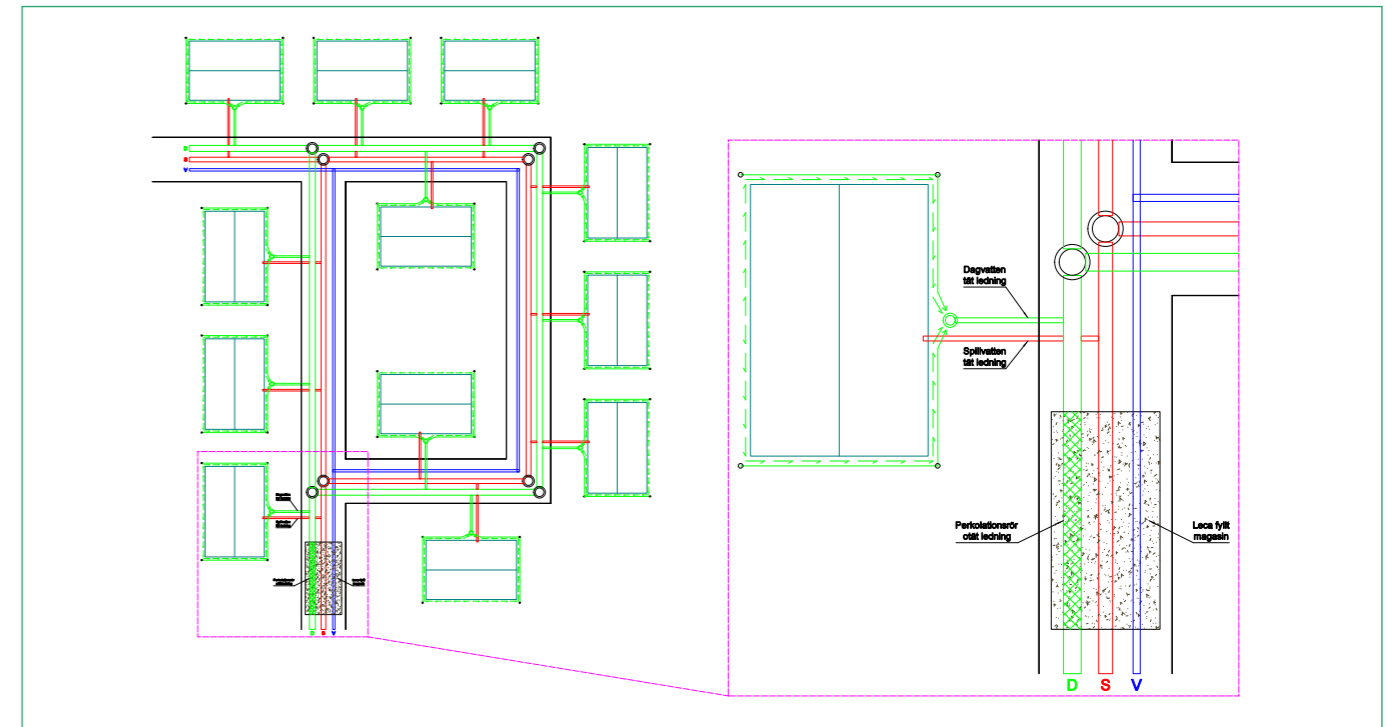 D
S
V
D S V
Dagvatten
tät ledning
Spillvatten
tät ledning
Perkolationsrör
otät ledning
Leca fyllt
magasin
D S V